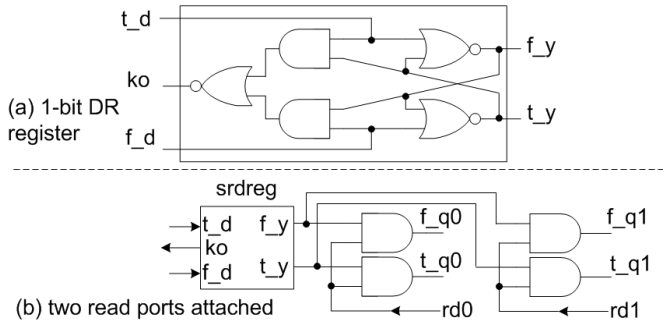 t_d
f_y
ko
(a) 1-bit DR
register
f_d
t_y
srdreg
t_d
f_y
ko
f_d
t_y
f_q0
t_q0
f_q1
t_q1
(b) two read ports attached
rd0
rd1